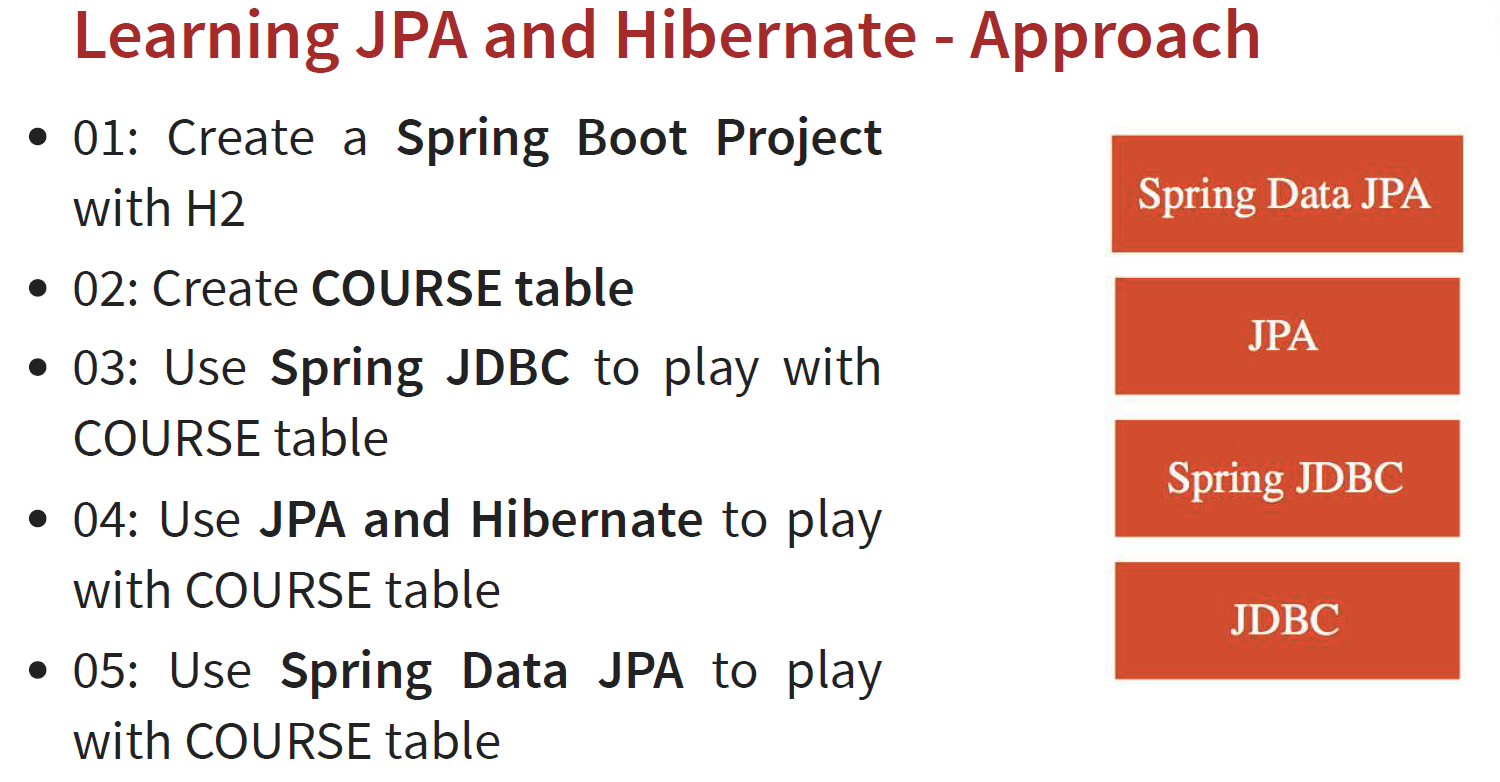 Learning JPA and Hibernate - Approach
• 01: Create a Spring Boot Project
with H2
• 02: Create COURSE table
• 03: Use Spring JDBC to play with
COURSE table
• 04: Use JPA and Hibernate to play
with COURSE table
• 05: Use Spring Data JPA to play
with COURSE table
Spring Data JPA
JPA
Spring JDBC
JDBC